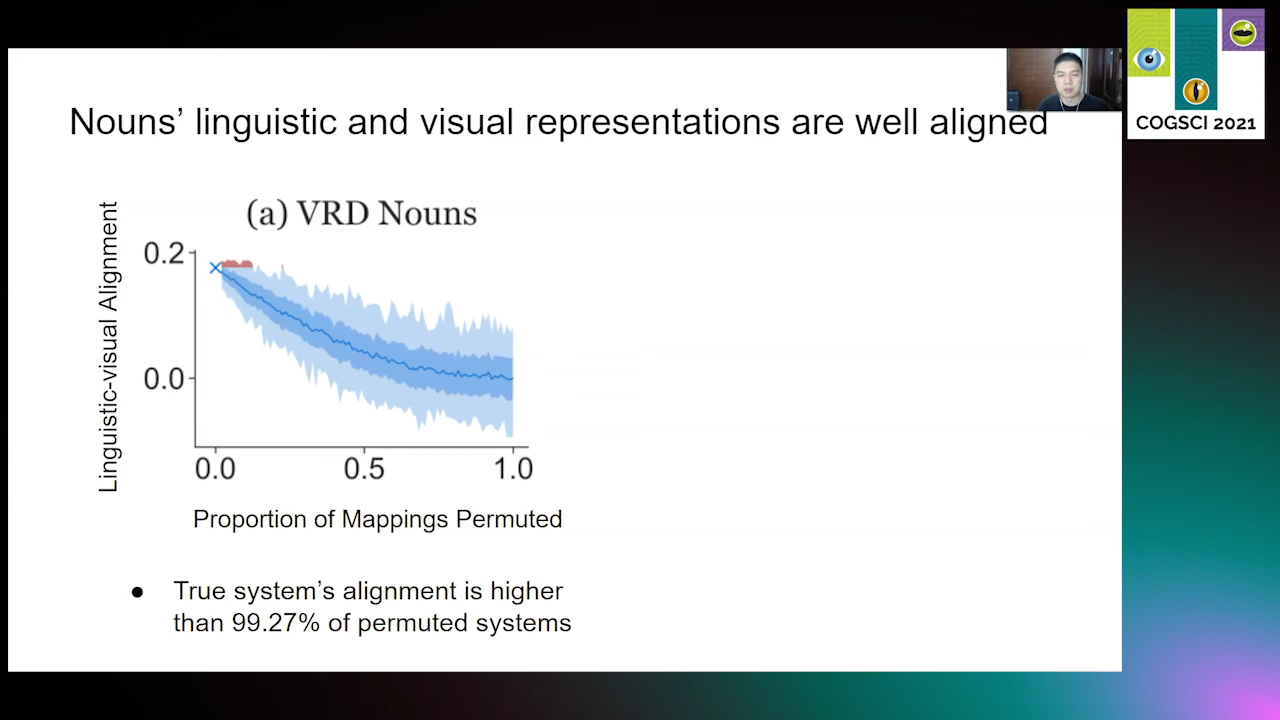 Nouns’ linguistic and visual representations are well aligned
COGSCI 2021
(a) VRD Nouns
Linguistic-visual Alignment
0.2
0.0
0.0 0.5 1.0
Proportion of Mappings Permuted
● True system’s alignment is higher
than 99.27% of permuted systems